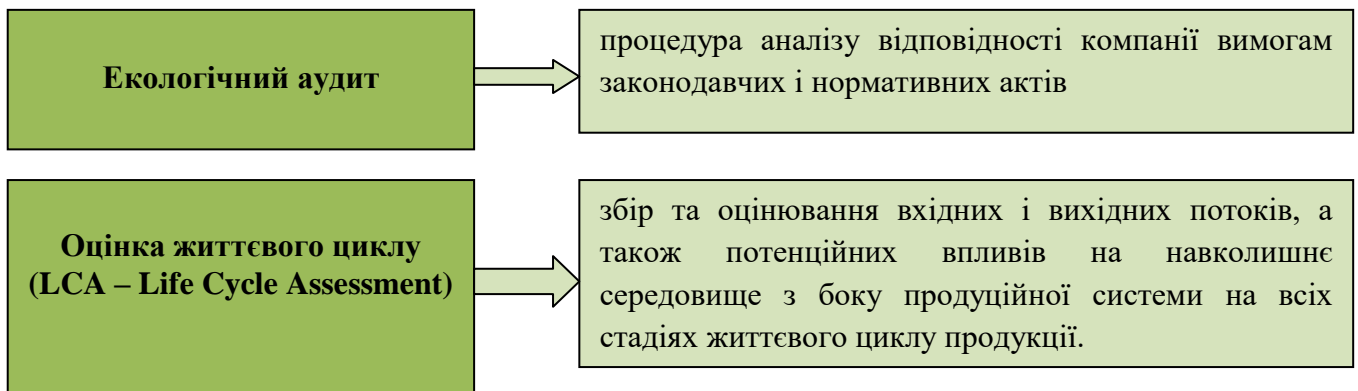 Екологічний аудит
процедура аналізу відповідності компанії вимогам
законодавчих і нормативних актів
Оцінка життєвого циклу
(LCA – Life Cycle Assessment)
збір та оцінювання вхідних і вихідних потоків, а
також потенційних впливів на навколишнє
середовище з боку продуційної системи на всіх
стадіях життєвого циклу продукції.